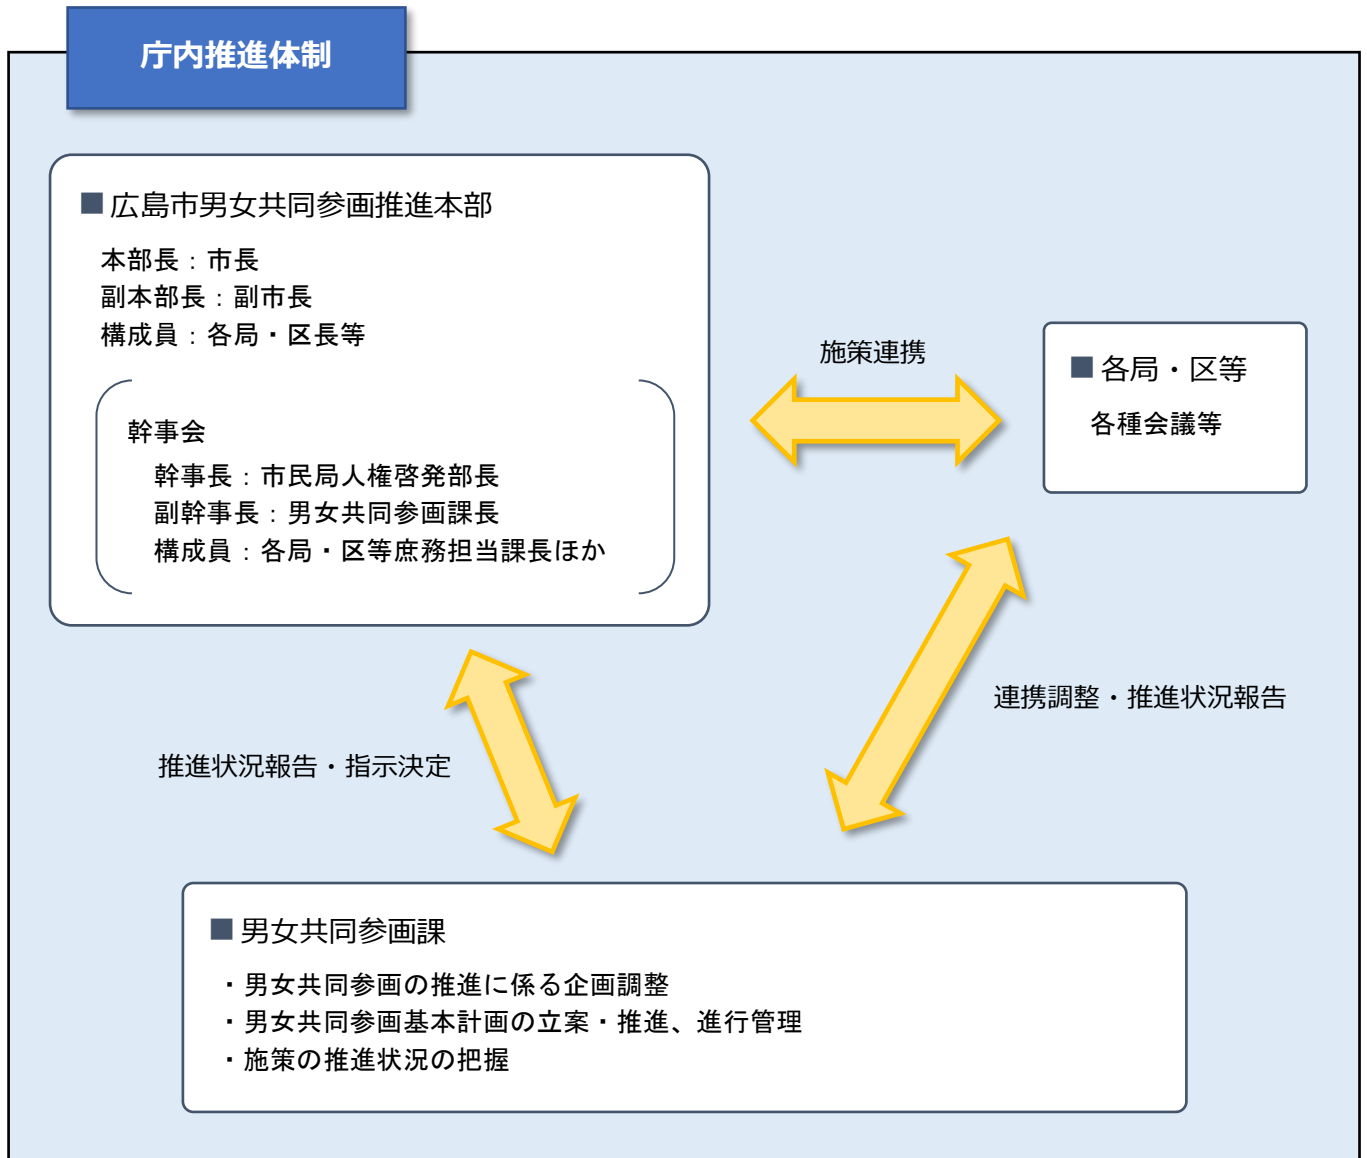 庁内推進体制
■広島市男女共同参画推進本部
本部長：市長
副本部長：副市長
構成員：各局・区長等
幹事会
幹事長：市民局人権啓発部長
副幹事長：男女共同参画課長
構成員：各局・区等庶務担当課長ほか
施策連携
■各局・区等
各種会議等
連携調整・推進状況報告
推進状況報告・指示決定
■男女共同参画課
・男女共同参画の推進に係る企画調整
・男女共同参画基本計画の立案・推進、進行管理
・施策の推進状況の把握